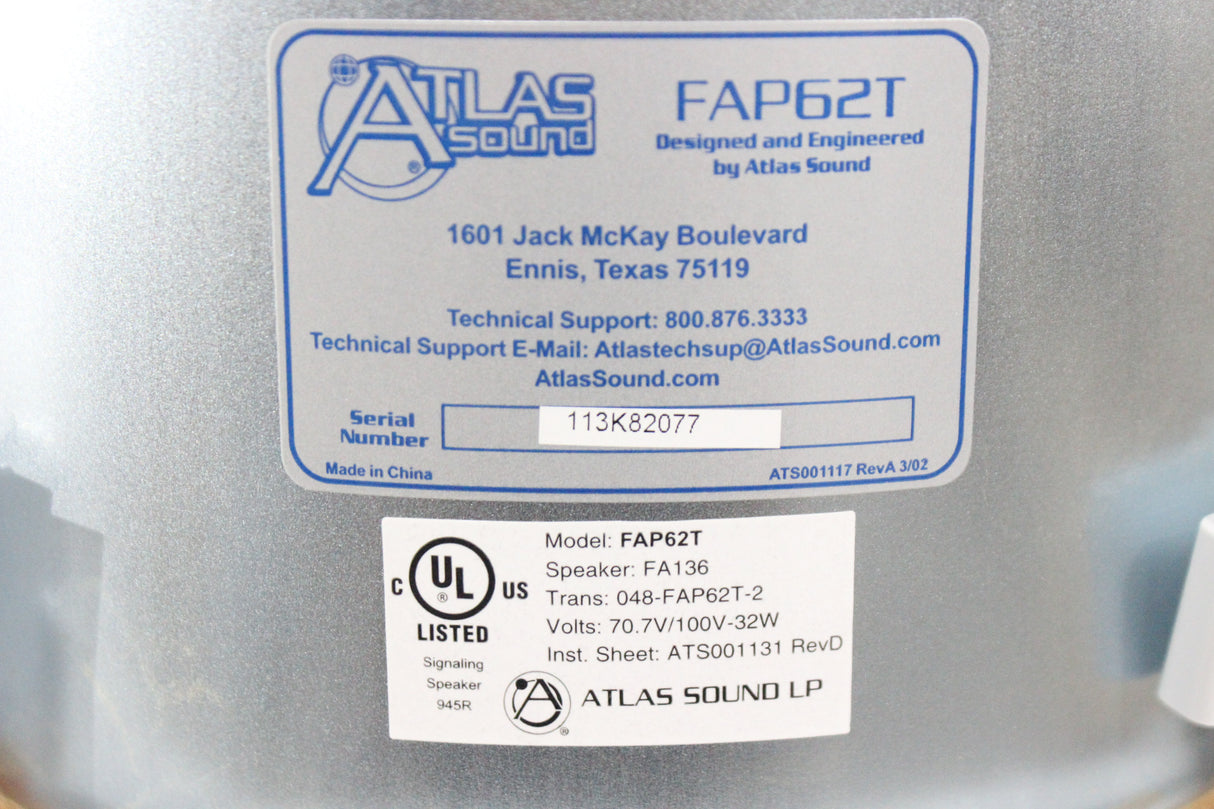 ATLAS
Sound
®
FAP62T
Designed and Engineered
by Atlas Sound
1601 Jack McKay Boulevard
Ennis, Texas 75119
Technical Support: 800.876.3333
Technical Support E-Mail: Atlastechsup@AtlasSound.com
AtlasSound.com
Serial
Number
113K82077
Made in China
ATS001117 RevA 3/02
C UL ® US
LISTED
Signaling
Speaker
945R
Model: FAP62T
Speaker: FA136
Trans: 048-FAP62T-2
Volts: 70.7V/100V-32W
Inst. Sheet: ATS001131 RevD
A ® ATLAS SOUND LP